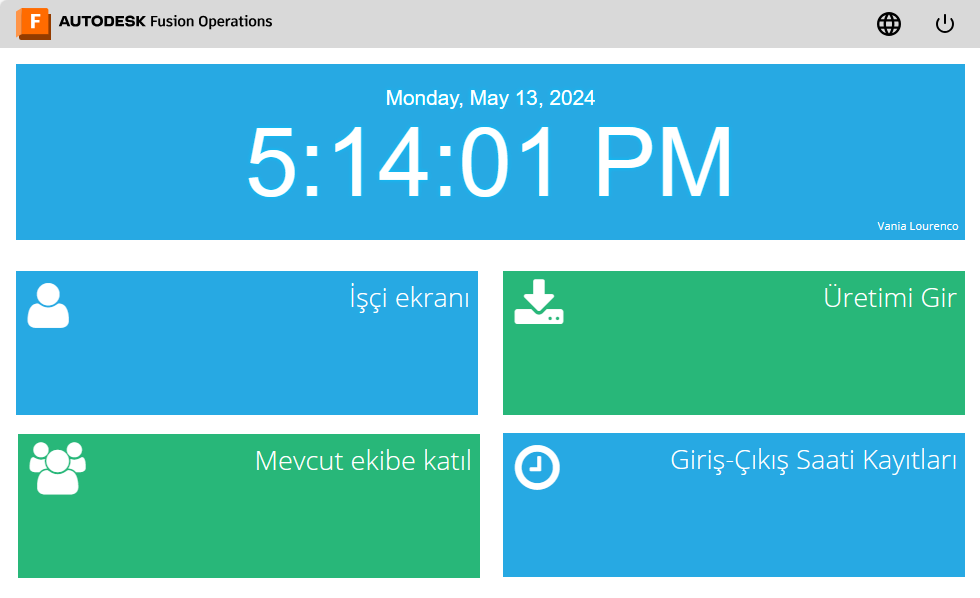 AUTODESK Fusion Operations
Monday, May 13, 2024
5:14:01 PM
Vania Lourenco
İşçi ekranı
Üretimi Gir
Mevcut ekibe katıl
Giriş-Çıkış Saati Kayıtları